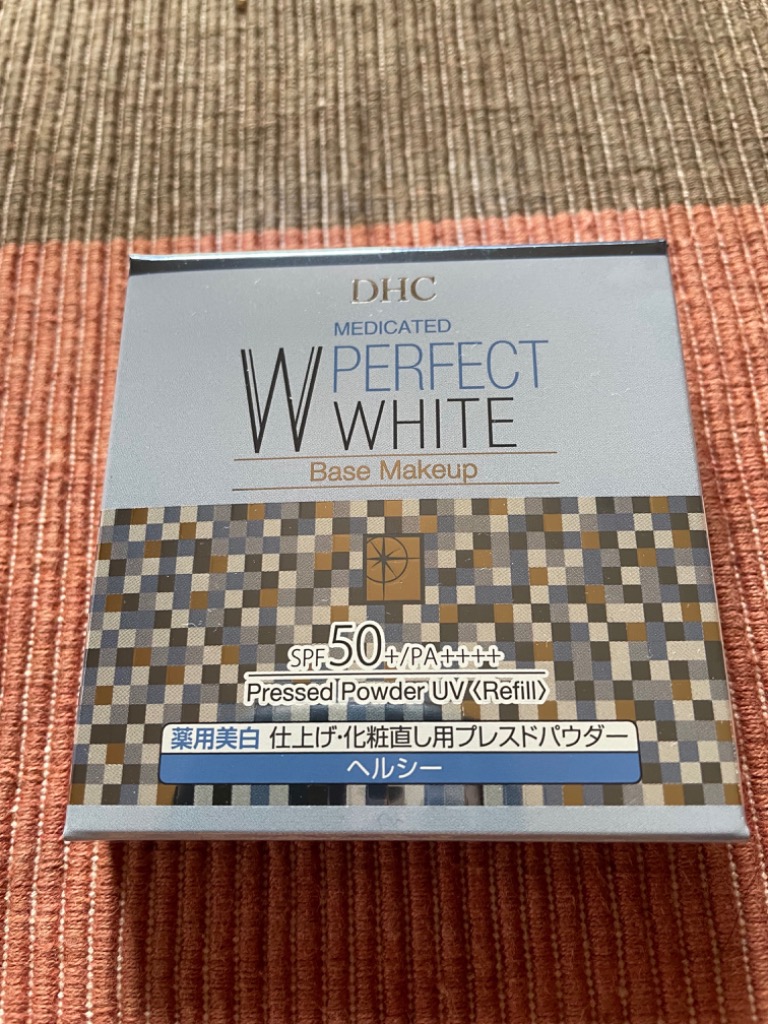 DHC
MEDICATED
W PERFECT
WHITE
Base Makeup
SPF50+/PA++++
Pressed Powder UV〈Refill〉
薬用美白 仕上げ・化粧直し用プレスドパウダー
ヘルシー